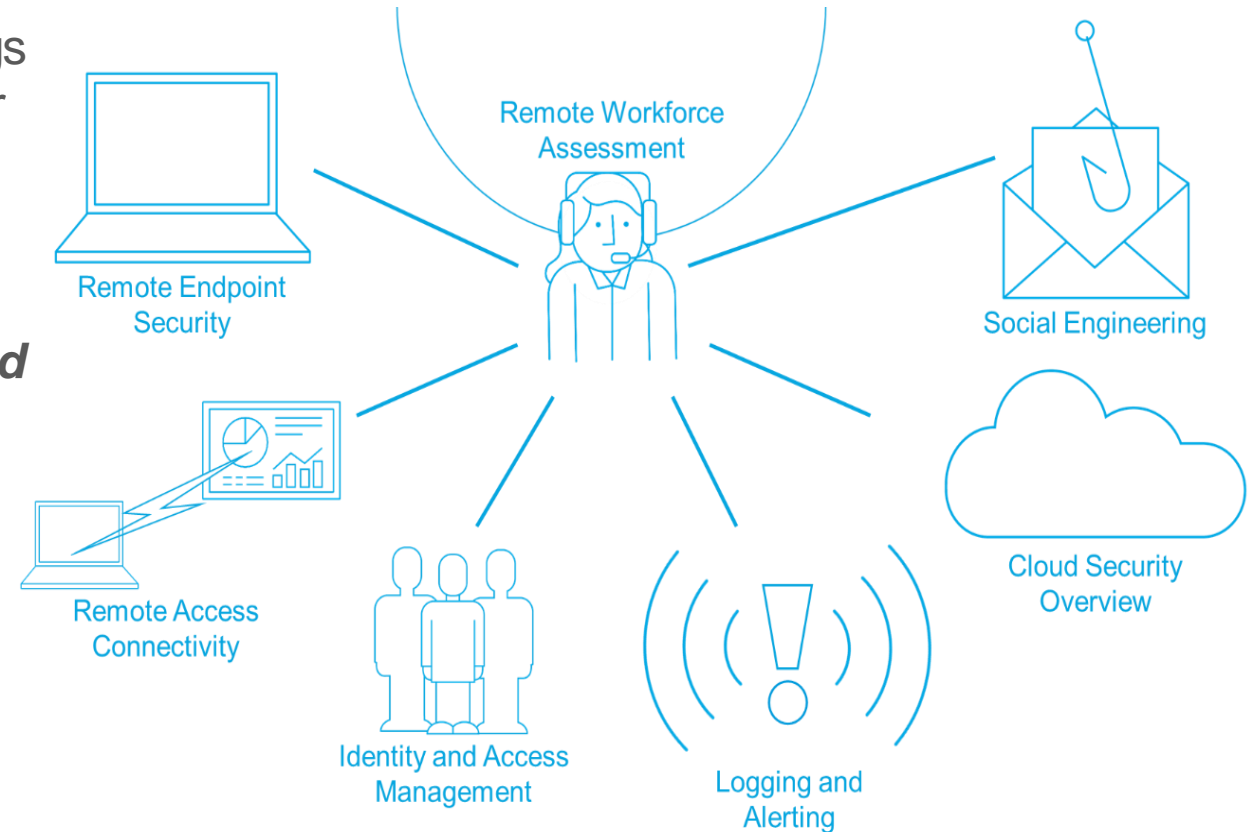 Remote Workforce
Assessment
Remote Endpoint
Security
Social Engineering
Remote Access
Connectivity
Cloud Security
Overview
Identity and Access
Management
Logging and
Alerting